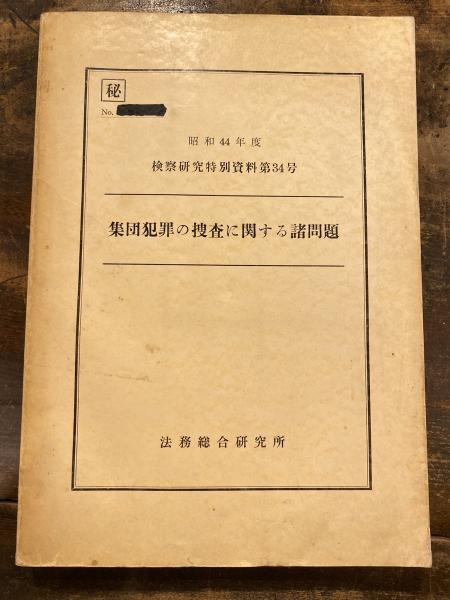 秘
No.
昭和44年度
検察研究特別資料第34号
集団犯罪の捜査に関する諸問題
法務総合研究所